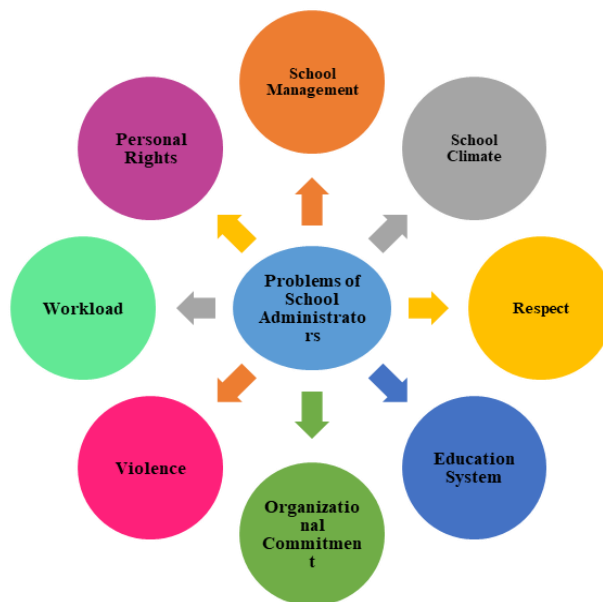 School
Management
School
Climate
Personal
Rights
Problems of
School
Administrato
rs
Workload
Respect
Violence
Education
System
Organizatio
nal
Commitmen
t